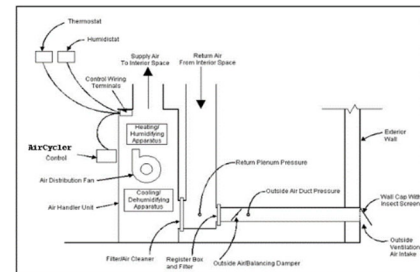 Thermostat
Humidistat
Supply Air
To Interior Space
Return Air
From Interior Space
Control Wiring
Terminals
Heating/
Humidifying
Apparatus
AirCycler
Control
Air Distribution Fan
Cooling/
Dehumidifying
Apparatus
Air Handler Unit
Filter/Air Cleaner
Register Box
and Filter
Outside Air/Balancing Damper
Return Plenum Pressure
Outside Air Duct Pressure
Exterior
Wall
Wall Cap With
Insect Screen
Outside
Ventilation
Air Intake